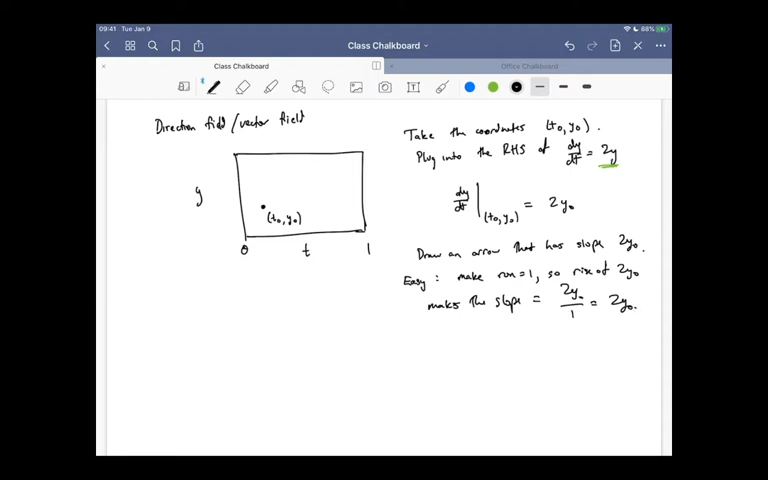 09:41 Tue Jan 9
88%
Class Chalkboard
Class Chalkboard
Office Chalkboard
Direction field/vector field
y
(t₀, y₀)
0 t 1
Take the coordinates (t₀, y₀).
Plug into the RHS of dy/dt = 2y
dy/dt |(t₀, y₀) = 2y₀
Draw an arrow that has slope 2y₀.
Easy: make run = 1, so rise of 2y₀
makes the slope = 2y₀/1 = 2y₀.